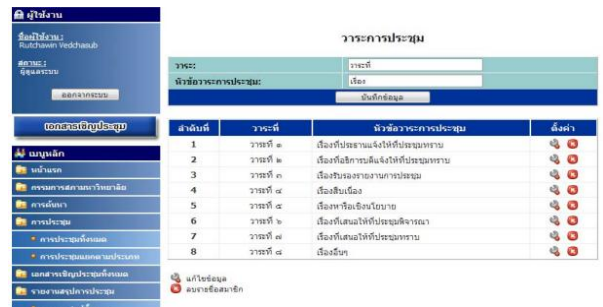 ผู้ใช้งาน
ชื่อผู้ใช้งาน :
Rutchawin Vedchasub
สถานะ :
ผู้ดูแลระบบ
ออกจากระบบ
เอกสารเชิญประชุม
เมนูหลัก
หน้าแรก
กรรมการสภามหาวิทยาลัย
การค้นหา
การประชุม
การประชุมทั้งหมด
การประชุมแยกตามประเภท
เอกสารเชิญประชุมทั้งหมด
รายงานสรุปการประชุม
วาระการประชุม
วาระ: วาระที่
หัวข้อวาระการประชุม: เรื่อง
บันทึกข้อมูล
ลำดับที่ วาระที่ หัวข้อวาระการประชุม ตั้งค่า
1 วาระที่ ๑ เรื่องที่ประธานแจ้งให้ที่ประชุมทราบ
2 วาระที่ ๒ เรื่องที่อธิการบดีแจ้งให้ที่ประชุมทราบ
3 วาระที่ ๓ เรื่องรับรองรายงานการประชุม
4 วาระที่ ๔ เรื่องสืบเนื่อง
5 วาระที่ ๕ เรื่องหารือเชิงนโยบาย
6 วาระที่ ๖ เรื่องที่เสนอให้ที่ประชุมพิจารณา
7 วาระที่ ๗ เรื่องที่เสนอให้ที่ประชุมทราบ
8 วาระที่ ๘ เรื่องอื่นๆ
แก้ไขข้อมูล
ลบรายชื่อสมาชิก